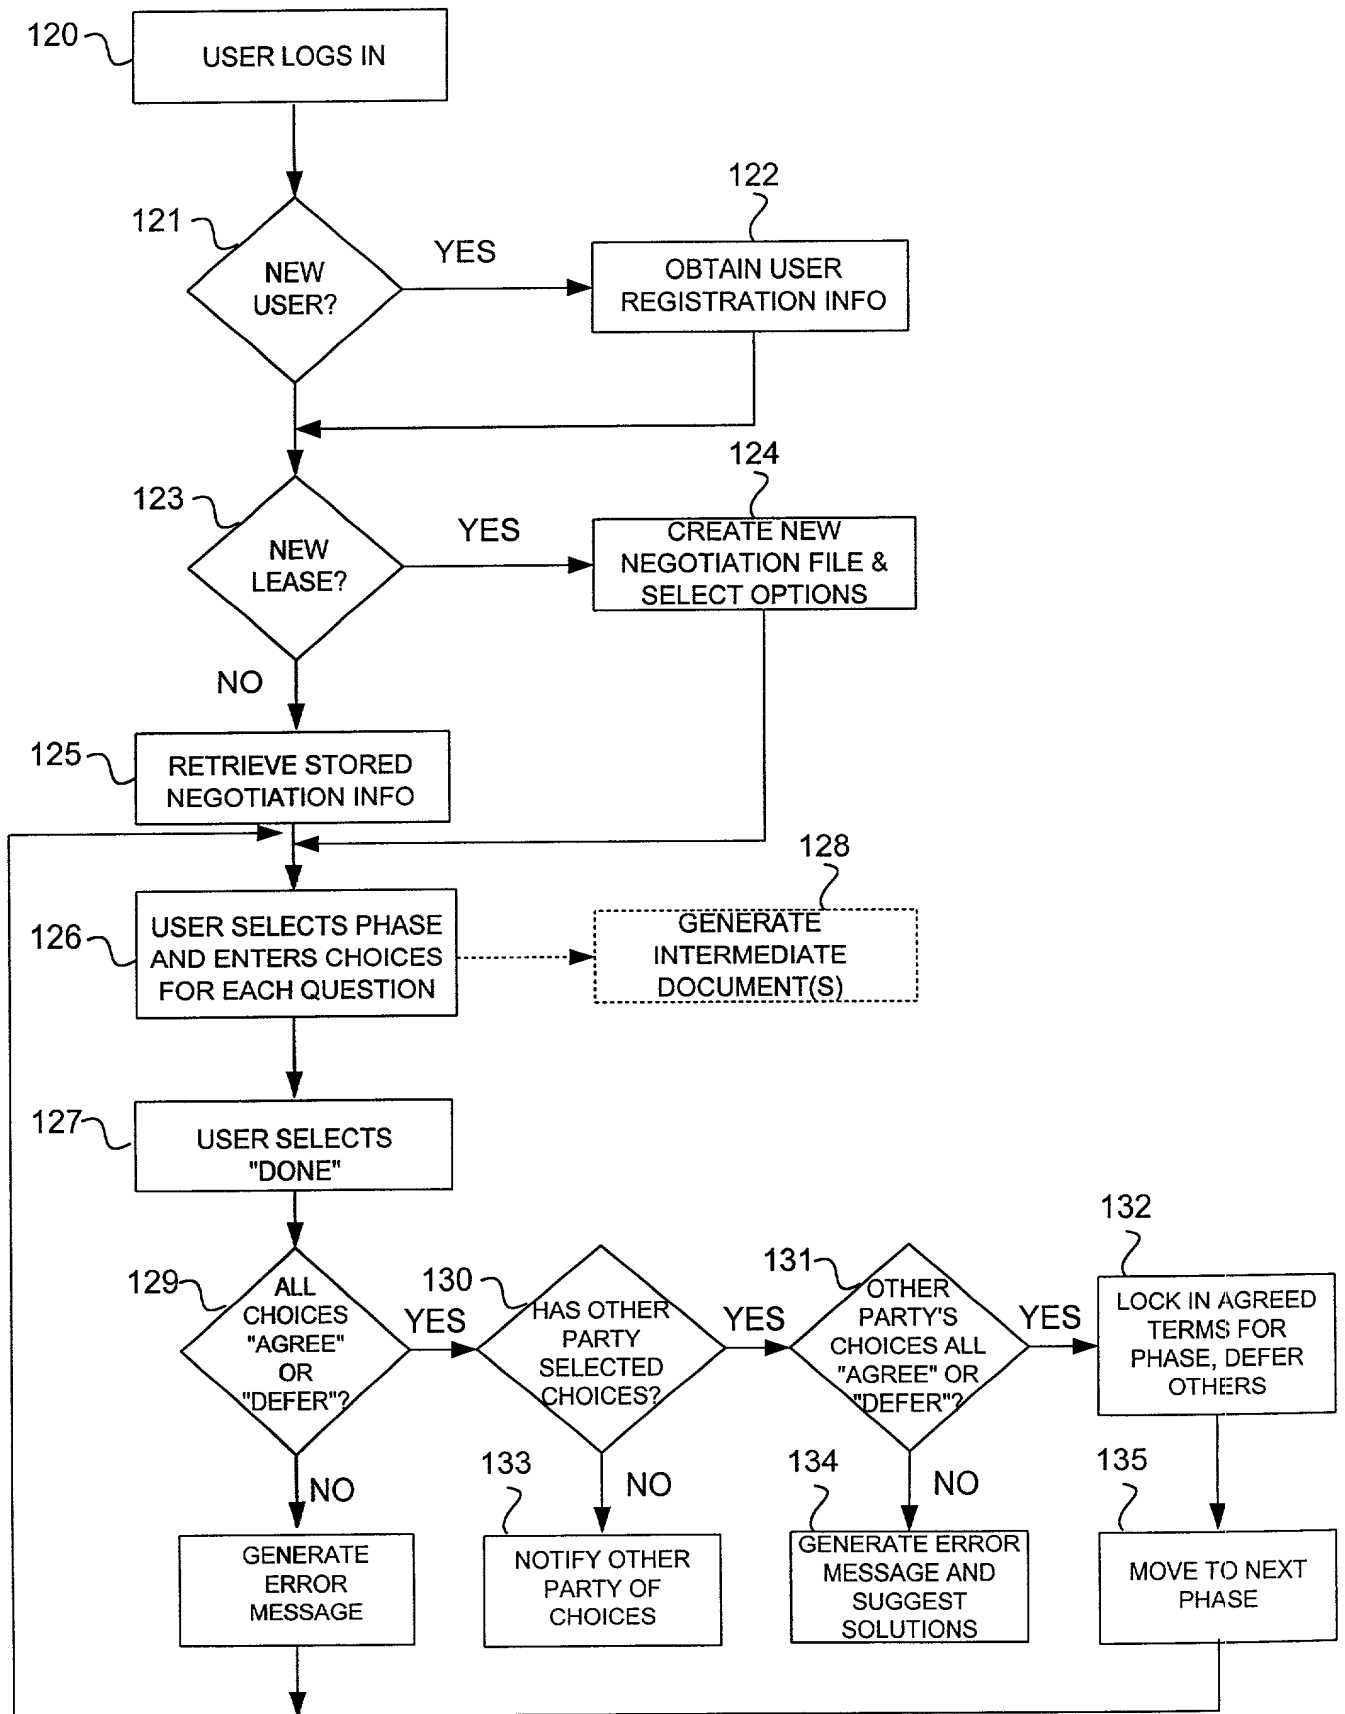 120
USER LOGS IN
122
121
YES
NEW
USER?
OBTAIN USER
REGISTRATION INFO
124
123
YES
NEW
LEASE?
CREATE NEW
NEGOTIATION FILE &
SELECT OPTIONS
NO
125
RETRIEVE STORED
NEGOTIATION INFO
128
126
USER SELECTS PHASE
AND ENTERS CHOICES
FOR EACH QUESTION
GENERATE
INTERMEDIATE
DOCUMENT(S)
127
USER SELECTS
"DONE"
129
ALL
CHOICES
"AGREE"
OR
"DEFER"?
YES
130
HAS OTHER
PARTY
SELECTED
CHOICES?
YES
131
OTHER
PARTY'S
CHOICES ALL
"AGREE" OR
"DEFER"?
YES
132
LOCK IN AGREED
TERMS FOR
PHASE, DEFER
OTHERS
NO
133
NO
134
NO
135
GENERATE
ERROR
MESSAGE
NOTIFY OTHER
PARTY OF
CHOICES
GENERATE ERROR
MESSAGE AND
SUGGEST
SOLUTIONS
MOVE TO NEXT
PHASE